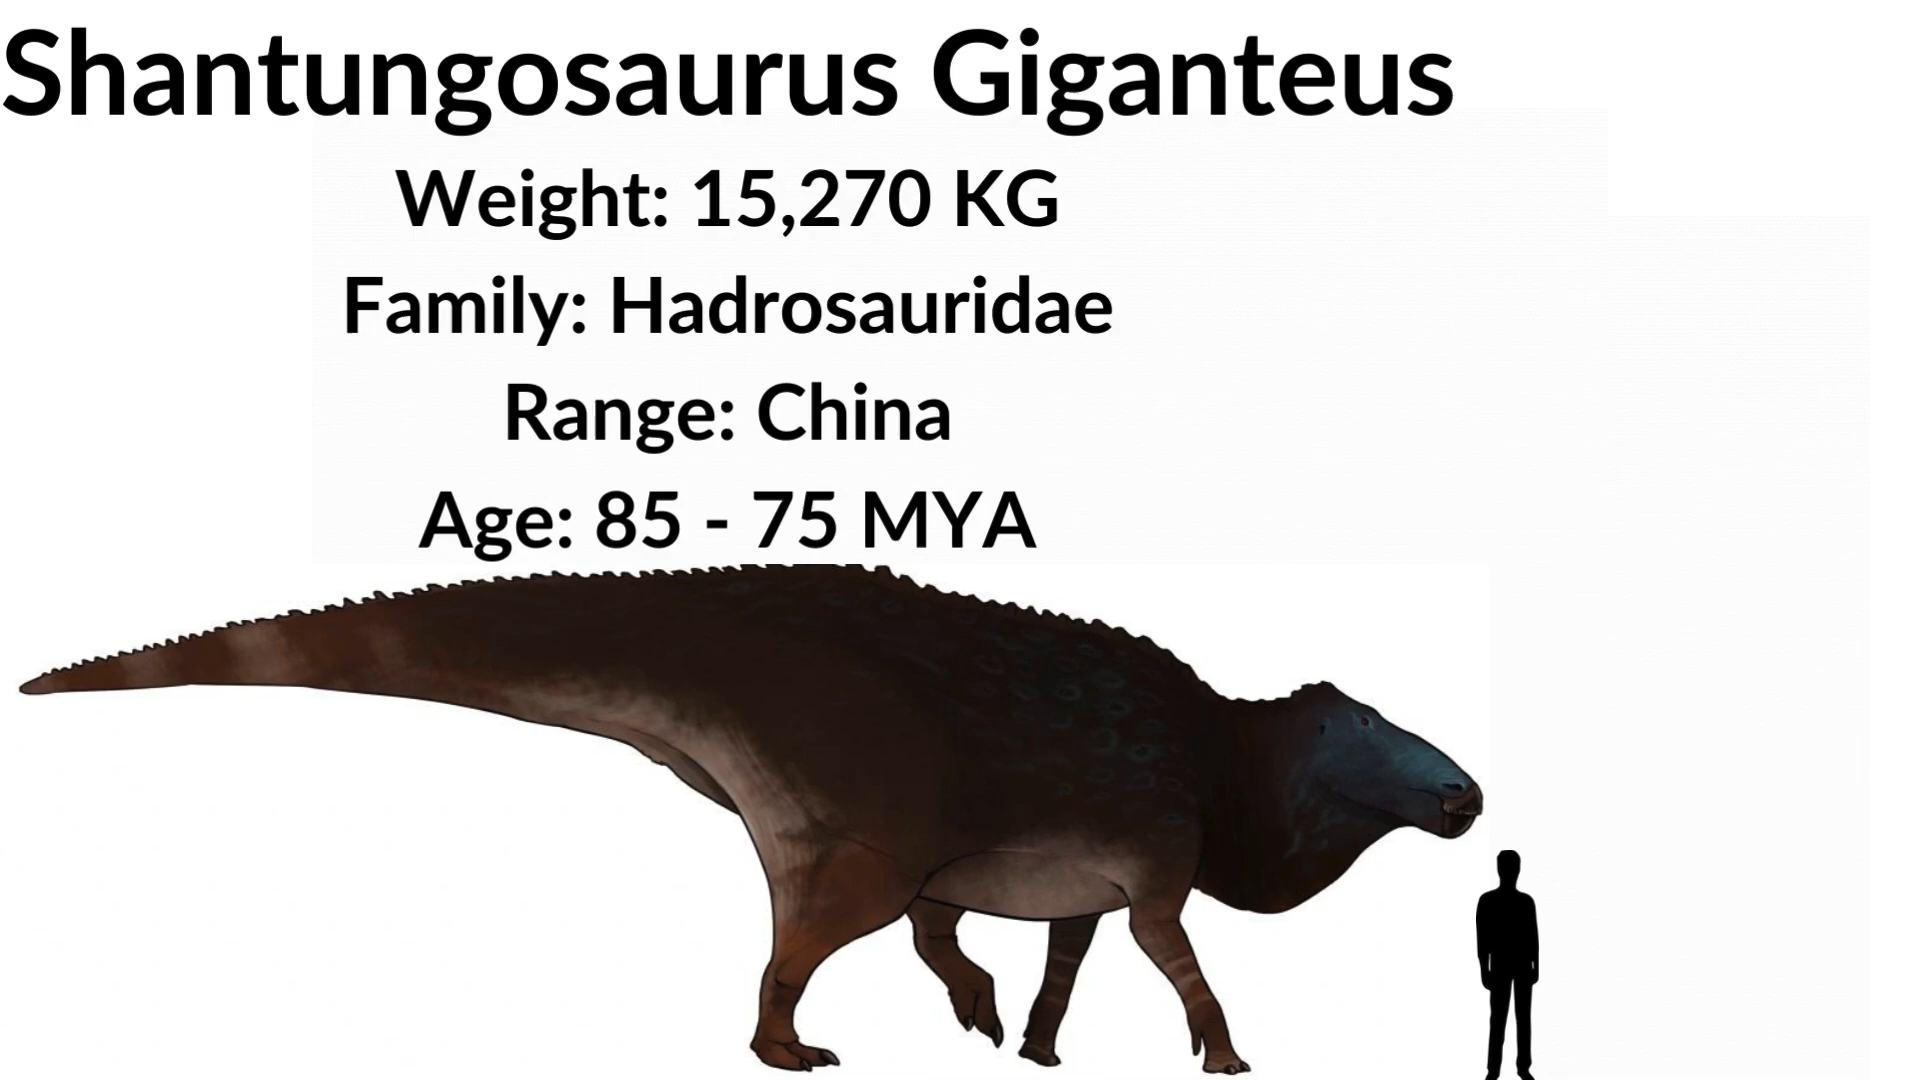 Shantungosaurus Giganteus
Weight: 15,270 KG
Family: Hadrosauridae
Range: China
Age: 85 - 75 MYA